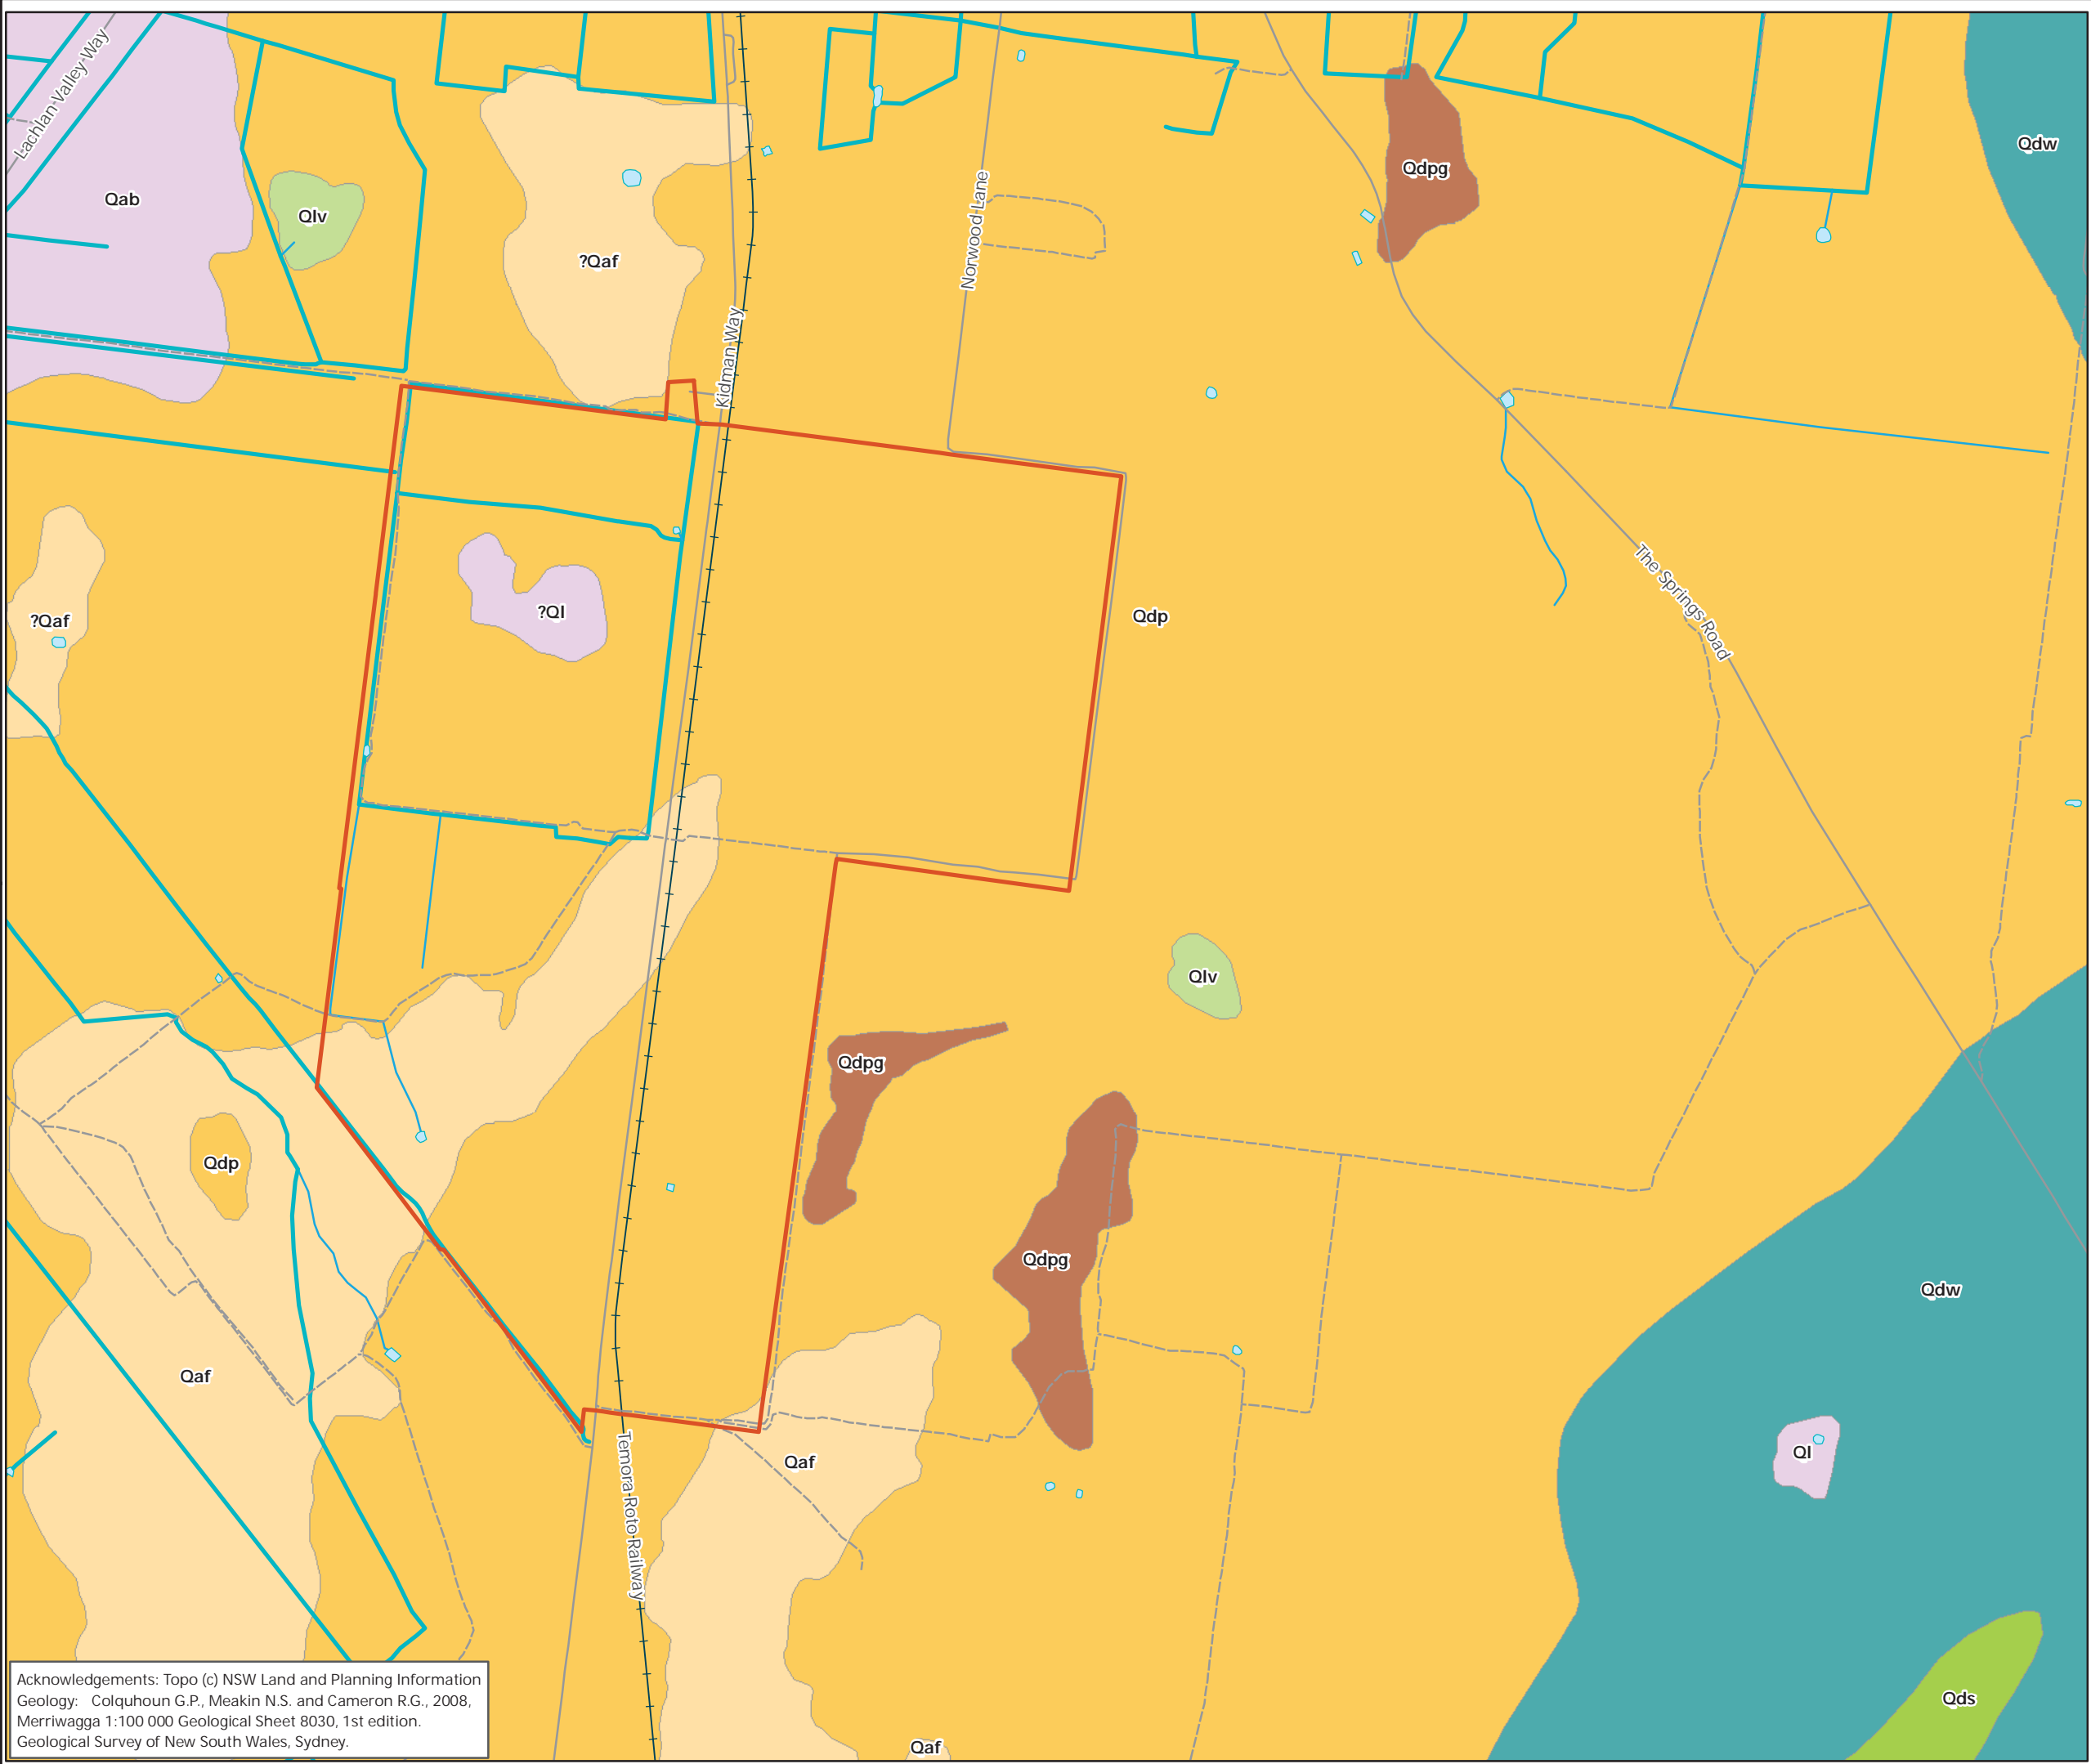 Lachlan-Valley-Way
Qdw
Qdpg
Qab
Qlv
?Qaf
Norwood Lane
Kidman-Way
?Qaf
?Ql
Qdp
The Springs Road
Qlv
Qdpg
Qdp
Qdpg
Qdw
Qaf
Ql
Qaf
Temora-Roto-Railway
Qds
Qaf
Acknowledgements: Topo (c) NSW Land and Planning Information
Geology: Colquhoun G.P., Meakin N.S. and Cameron R.G., 2008,
Merriwagga 1:100 000 Geological Sheet 8030, 1st edition.
Geological Survey of New South Wales, Sydney.